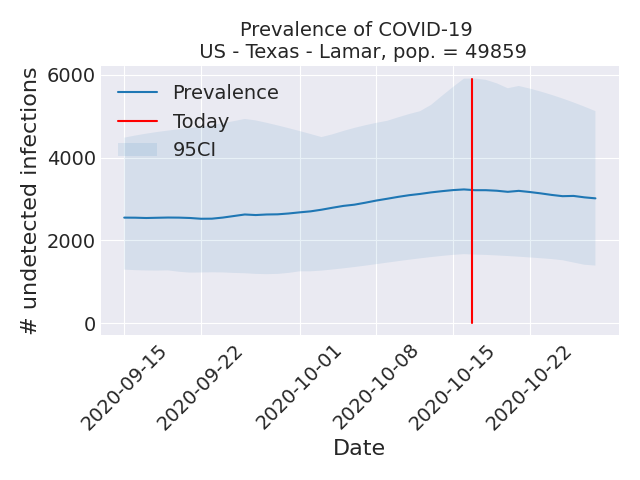 Prevalence of COVID-19
US - Texas - Lamar, pop. = 49859
# undetected infections
6000
4000
2000
0
Prevalence
Today
95CI
2020-09-15
2020-09-22
2020-10-01
2020-10-08
2020-10-15
2020-10-22
Date